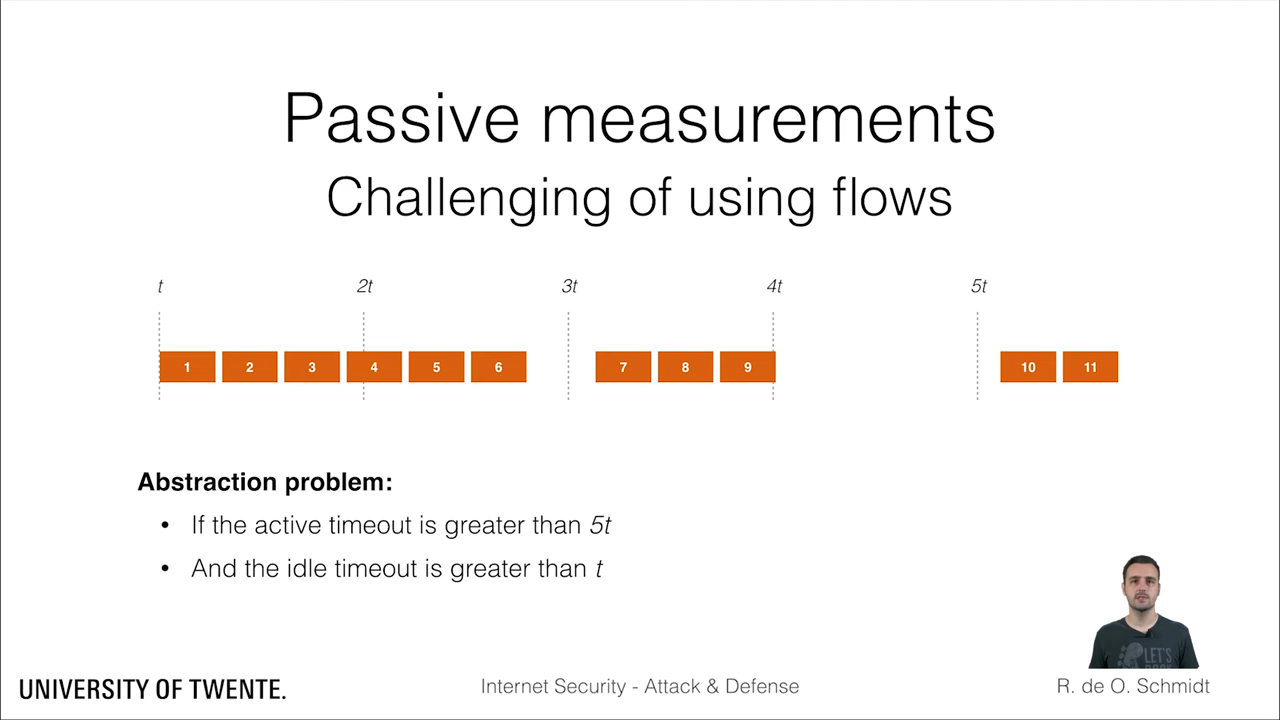 Passive measurements
Challenging of using flows
t 2t 3t 4t 5t
1 2 3 4 5 6 7 8 9 10 11
Abstraction problem:
• If the active timeout is greater than 5t
• And the idle timeout is greater than t
LET'S
UNIVERSITY OF TWENTE.
Internet Security - Attack & Defense
R. de O. Schmidt